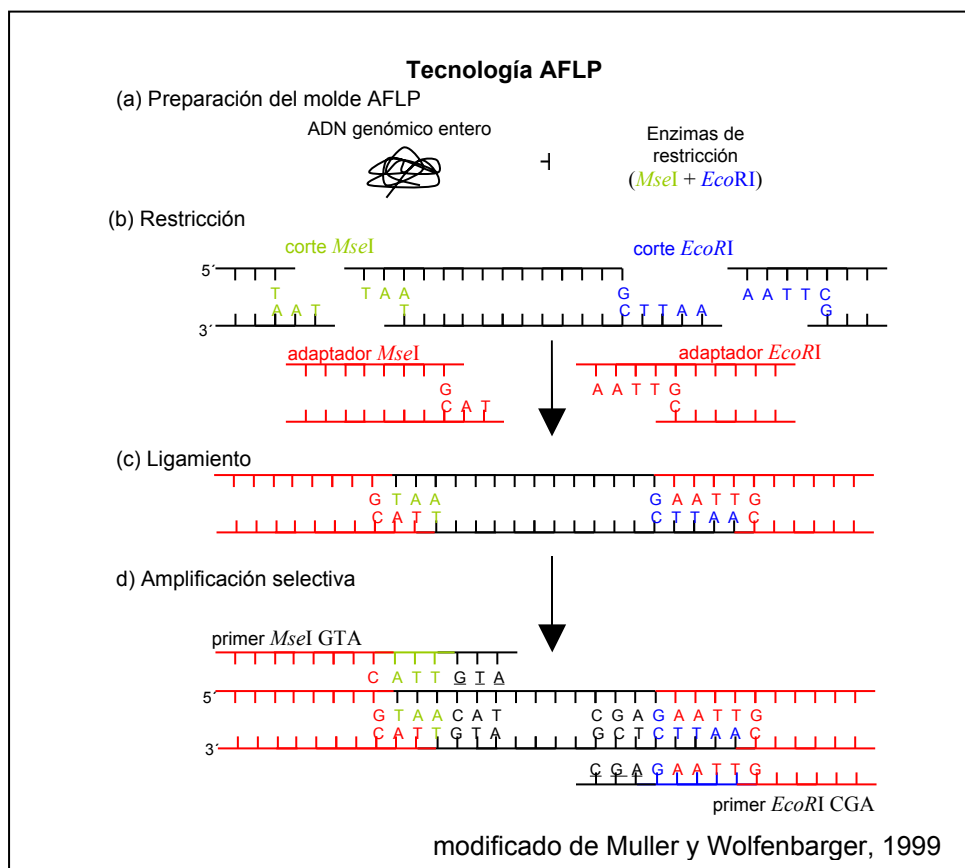 Tecnología AFLP
(a) Preparación del molde AFLP
ADN genómico entero
Enzimas de
restricción
(MseI + EcoRI)
(b) Restricción
corte MseI
corte EcoRI
5´
T
T A A
G
A A T T C
A A T
T
C T T A A
G
3´
adaptador MseI
adaptador EcoRI
G
A A T T G
C A T
C
(c) Ligamiento
G T A A
G A A T T G
C A T T
C T T A A C
d) Amplificación selectiva
primer MseI GTA
C A T T G T A
5´
G T A A C A T
C G A G A A T T G
C A T T G T A
G C T C T T A A C
3´
C G A G A A T T G
primer EcoRI CGA
modificado de Muller y Wolfenbarger, 1999